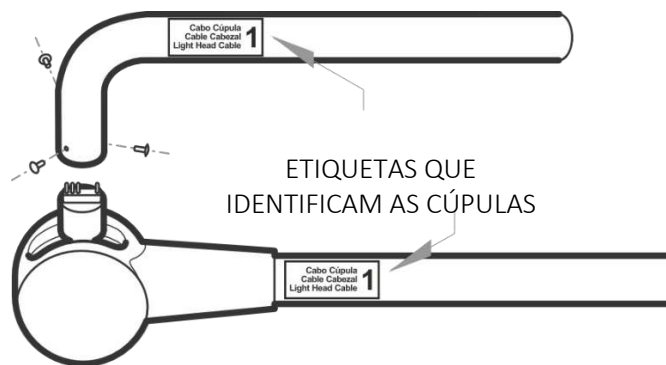 Cabo Cúpula
Cable Cabezal
Light Head Cable
1
ETIQUETAS QUE
IDENTIFICAM AS CÚPULAS
Cabo Cúpula
Cable Cabezal
Light Head Cable
1